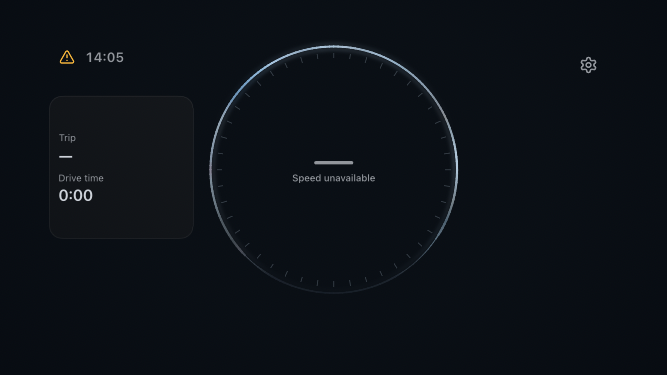 14:05
Trip
—
Drive time
0:00
—
Speed unavailable